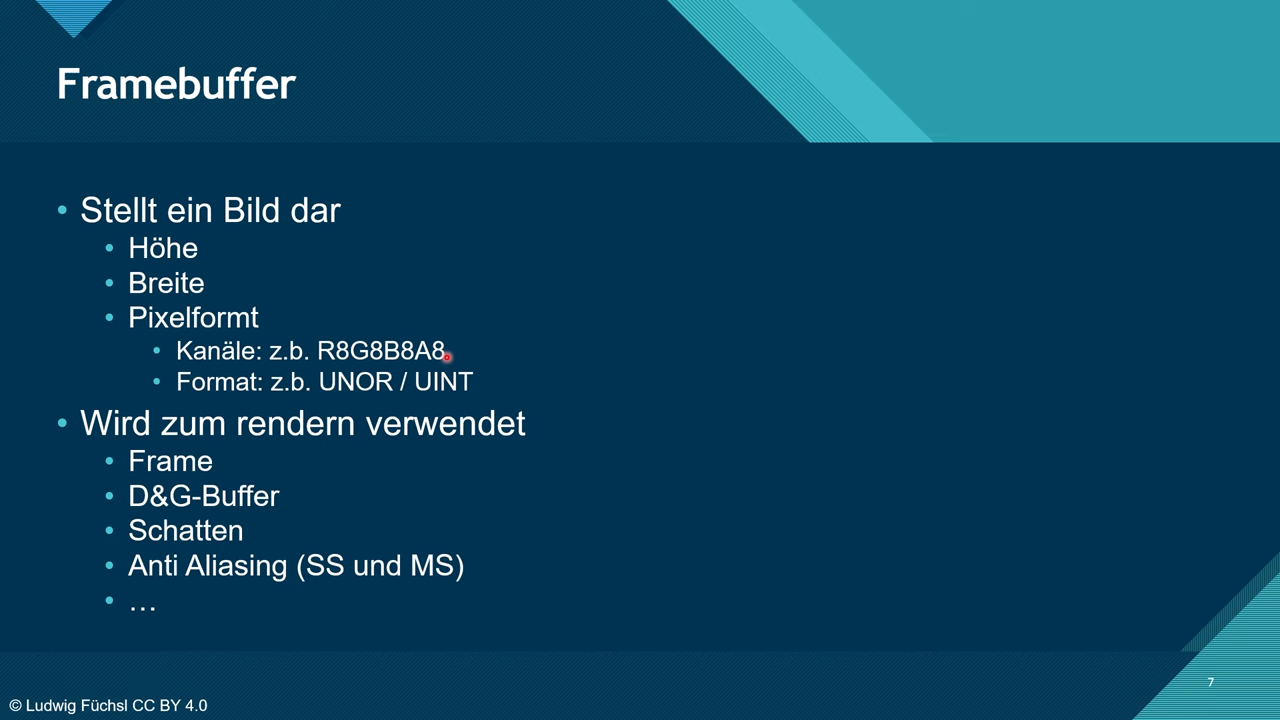 Framebuffer
• Stellt ein Bild dar
• Höhe
• Breite
• Pixelformt
• Kanäle: z.b. R8G8B8A8
• Format: z.b. UNOR / UINT
• Wird zum rendern verwendet
• Frame
• D&G-Buffer
• Schatten
• Anti Aliasing (SS und MS)
• …
7
© Ludwig Füchsl CC BY 4.0